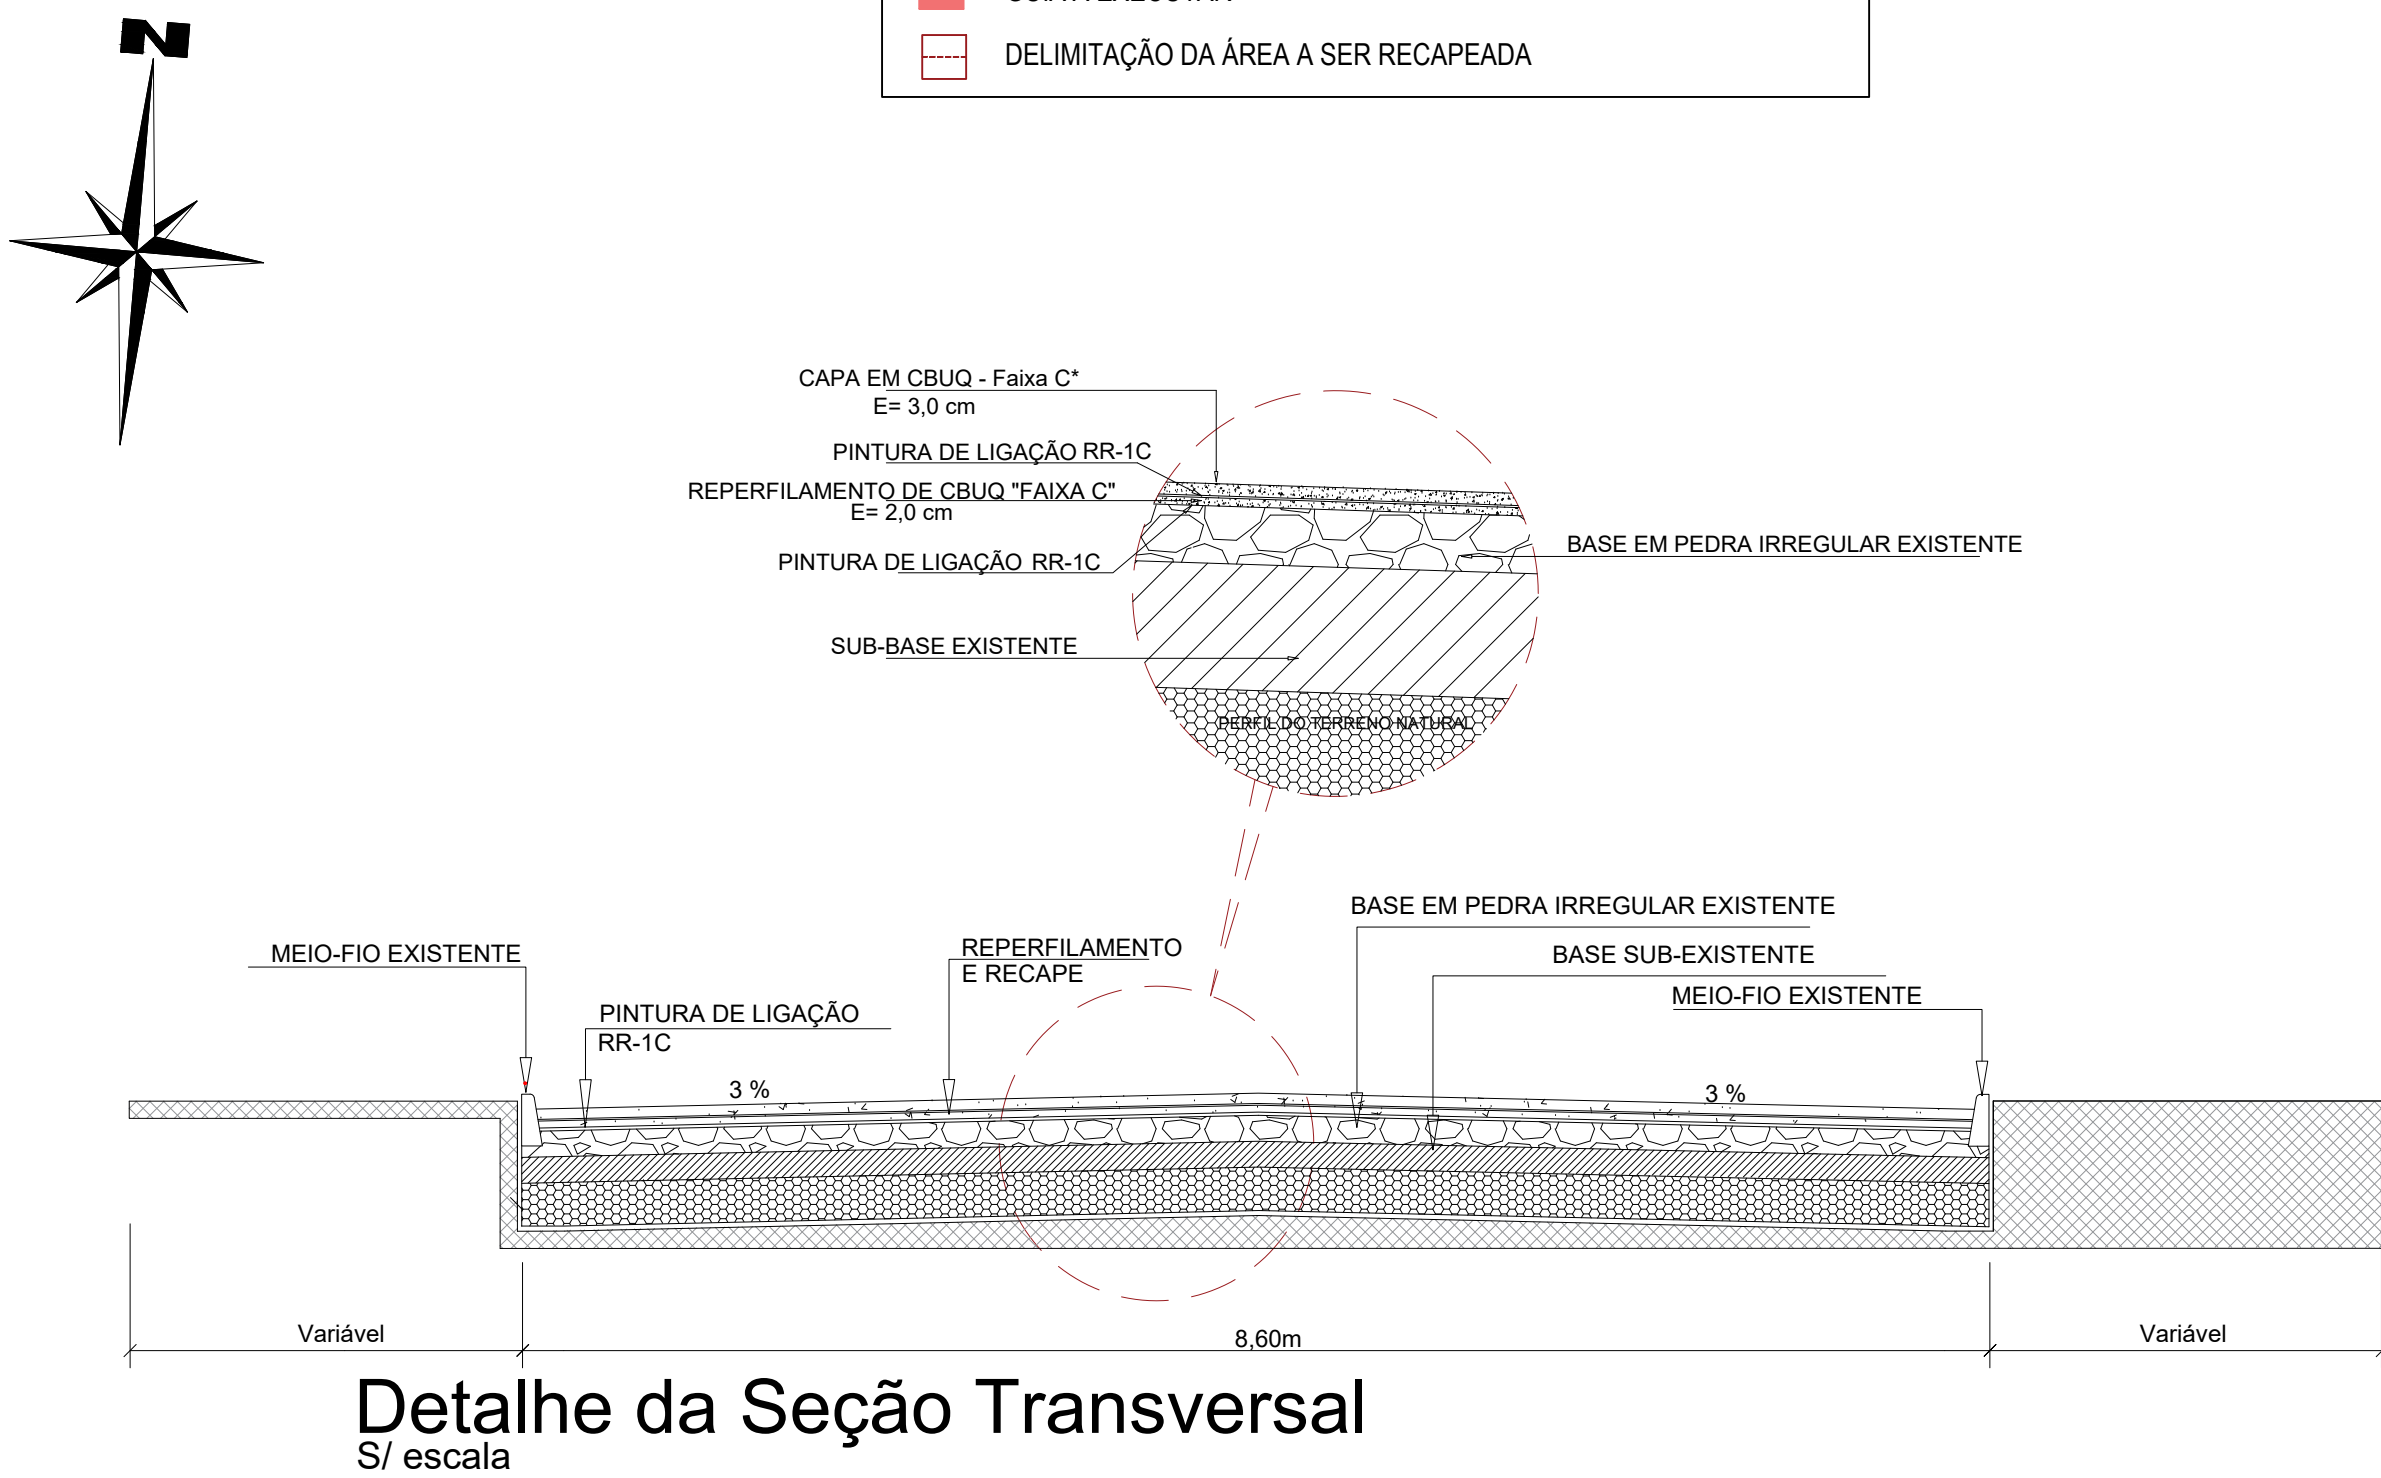 DELIMITAÇÃO DA ÁREA A SER RECAPEADA
N
CAPA EM CBUQ - Faixa C*
E= 3,0 cm
PINTURA DE LIGAÇÃO RR-1C
REPERFILAMENTO DE CBUQ "FAIXA C"
E= 2,0 cm
PINTURA DE LIGAÇÃO RR-1C
BASE EM PEDRA IRREGULAR EXISTENTE
SUB-BASE EXISTENTE
PERFIL DO TERRENO NATURAL
BASE EM PEDRA IRREGULAR EXISTENTE
MEIO-FIO EXISTENTE
REPERFILAMENTO
E RECAPE
BASE SUB-EXISTENTE
MEIO-FIO EXISTENTE
PINTURA DE LIGAÇÃO
RR-1C
3 %
3 %
Variável
8,60m
Variável
Detalhe da Seção Transversal
S/ escala